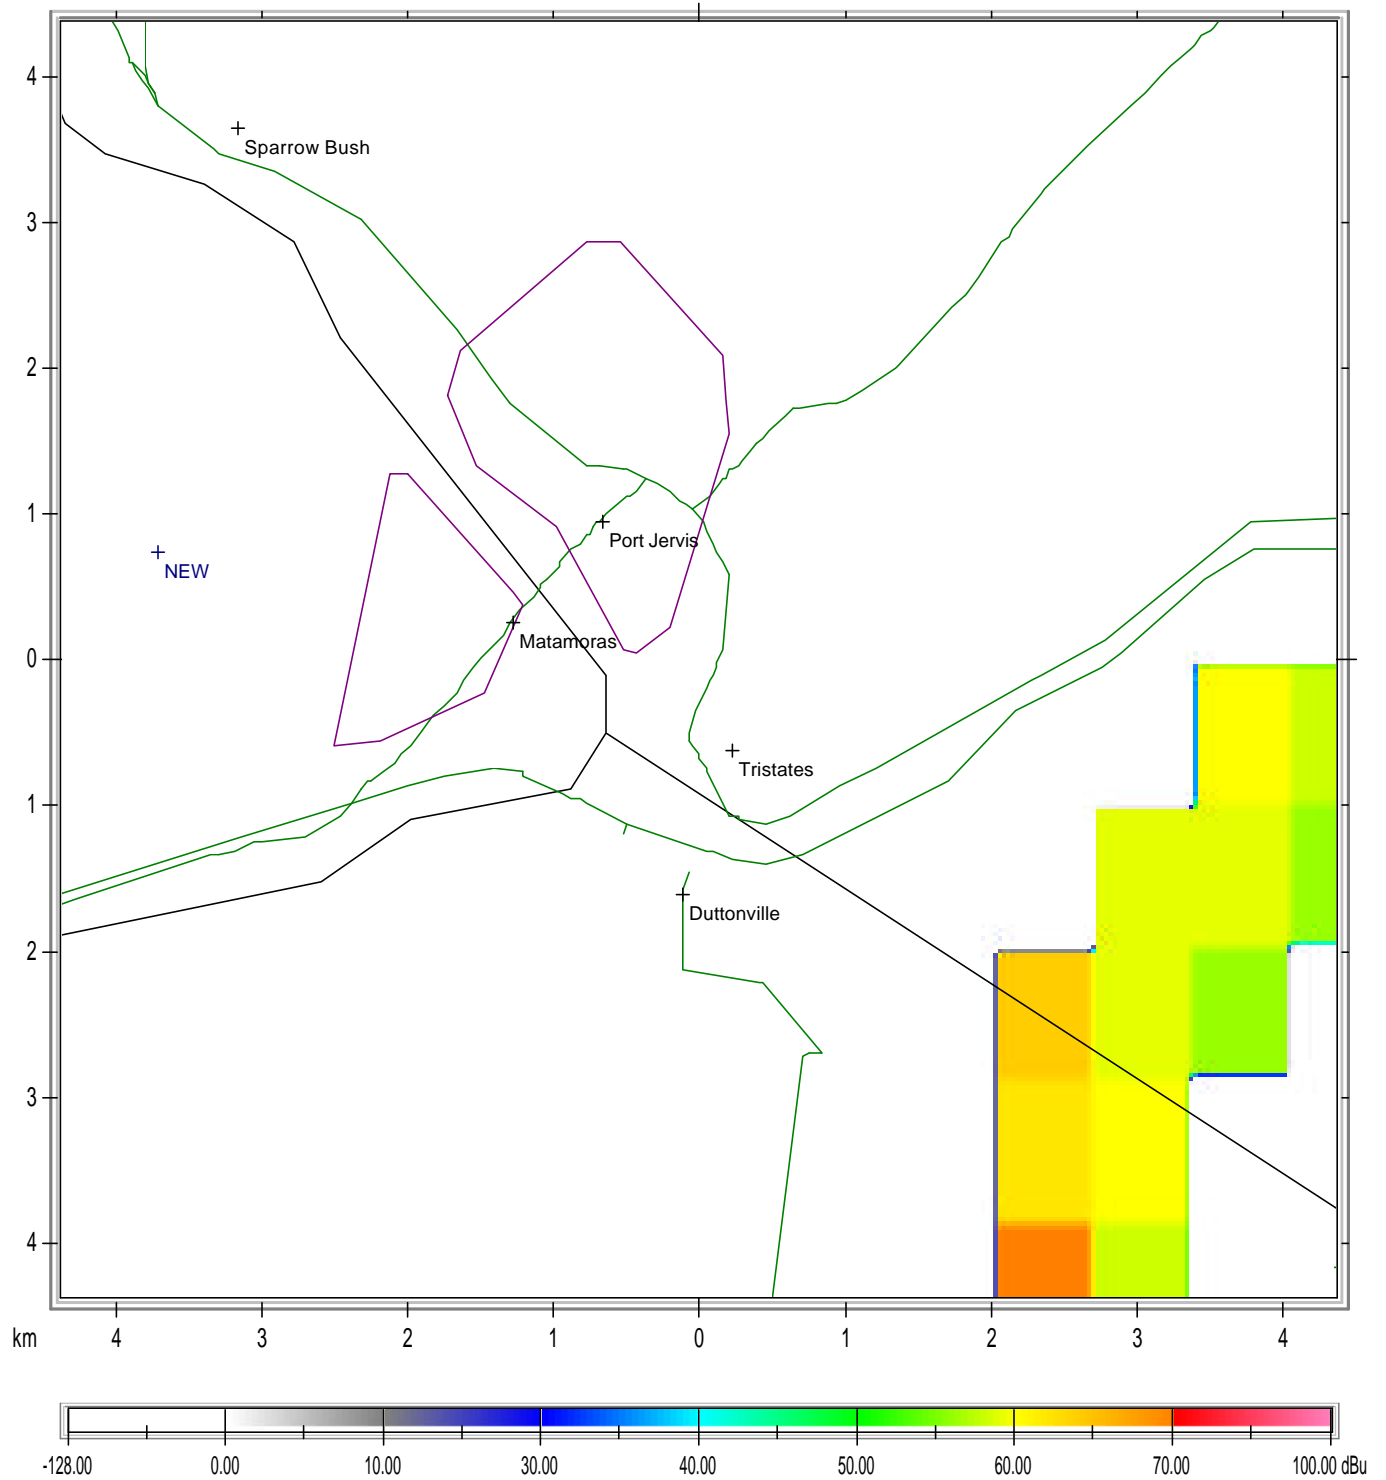 4
Sparrow Bush
3
2
1
Port Jervis
NEW
Matamoras
0
Tristates
1
Duttonville
2
3
4
km 4 3 2 1 0 1 2 3 4
-128.00 0.00 10.00 30.00 40.00 50.00 60.00 70.00 100.00 dBu